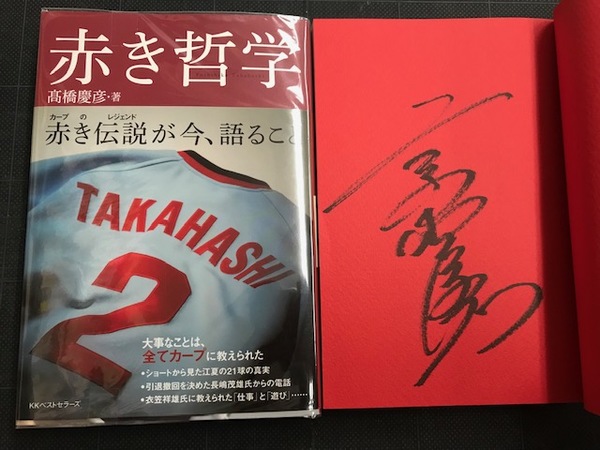 赤き哲学
髙橋慶彦・著
カープの レジェンド
赤き伝説が今、語ること
TAKAHASHI
2
大事なことは、
全てカープに教えられた
・ショートから見た江夏の21球の真実
・引退撤回を決めた長嶋茂雄氏からの電話
・衣笠祥雄氏に教えられた「仕事」と「遊び」……
KKベストセラーズ